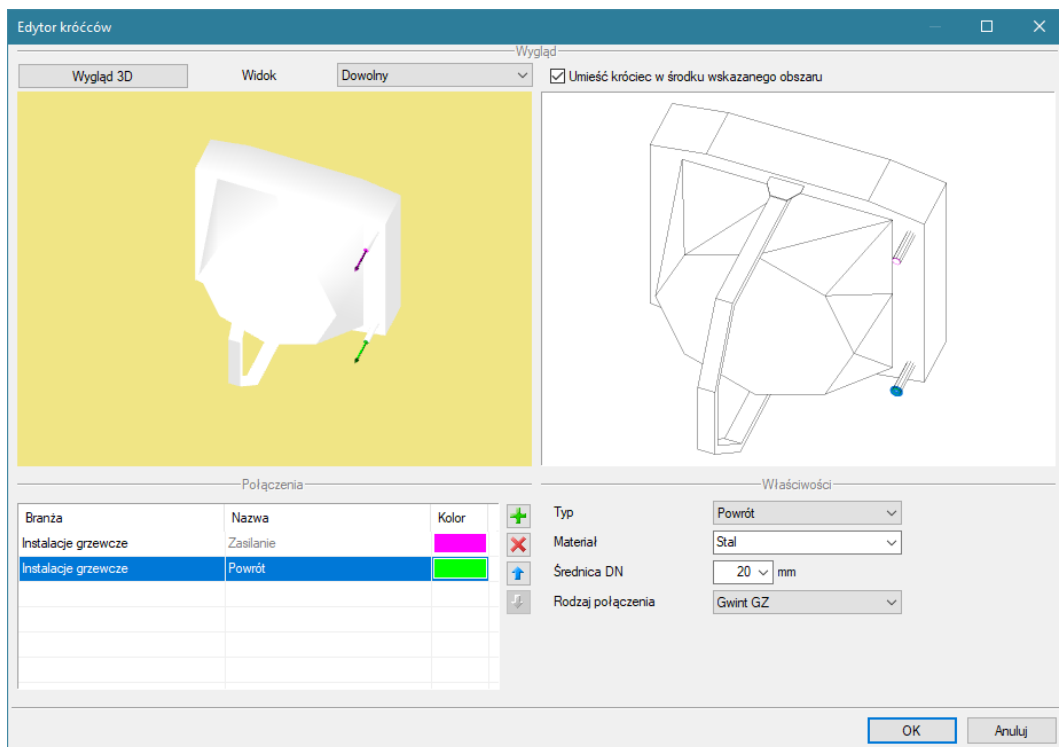 Edytor króćców
Wygląd
Wygląd 3D Widok Dowolny Umieść króciec w środku wskazanego obszaru
Połączenia
Właściwości
Branża Nazwa Kolor
Instalacje grzewcze Zasilanie
Instalacje grzewcze Powrót
Typ Powrót
Materiał Stal
Średnica DN 20 mm
Rodzaj połączenia Gwint GZ
OK Anuluj